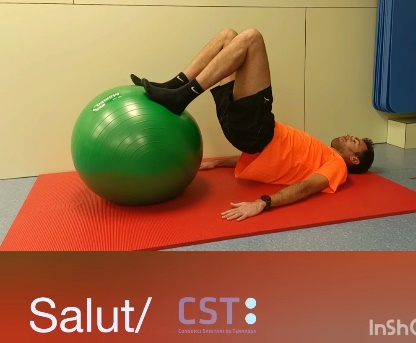 Salut/ CST:
CONSORCI SANITARI DE TERRASSA
InSh